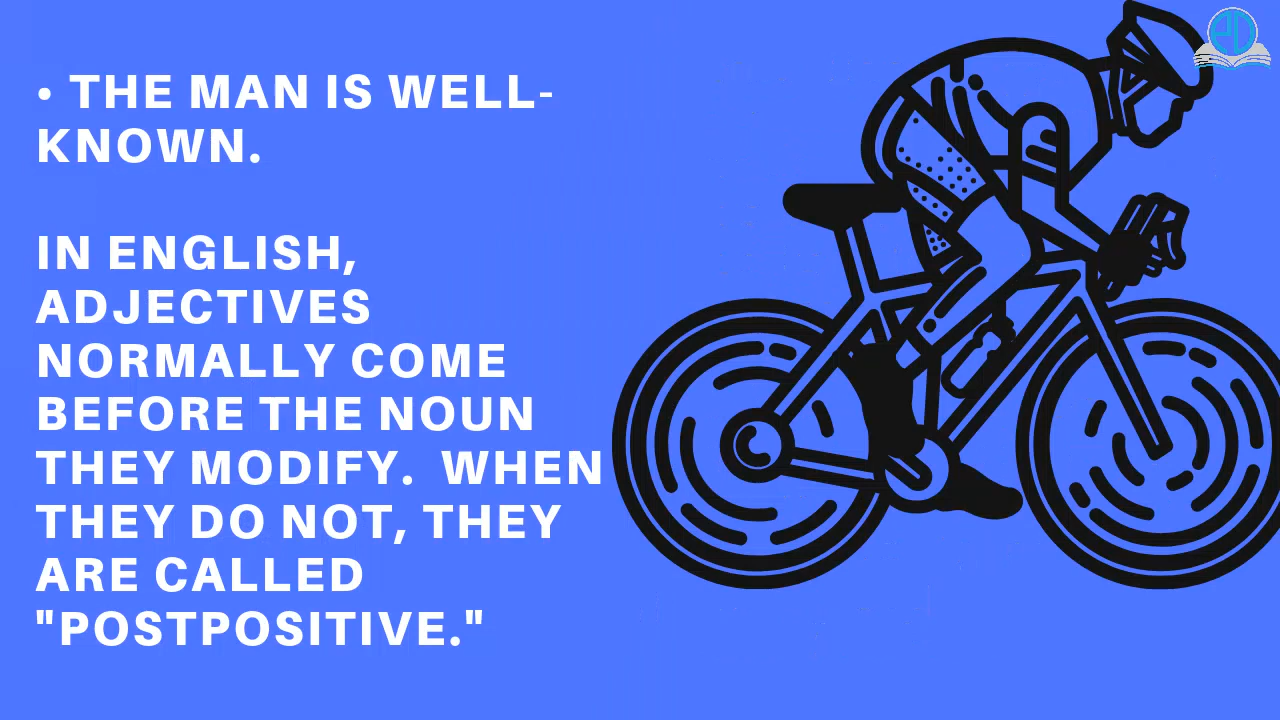 • THE MAN IS WELL-
KNOWN.
IN ENGLISH,
ADJECTIVES
NORMALLY COME
BEFORE THE NOUN
THEY MODIFY.  WHEN
THEY DO NOT, THEY
ARE CALLED
"POSTPOSITIVE."